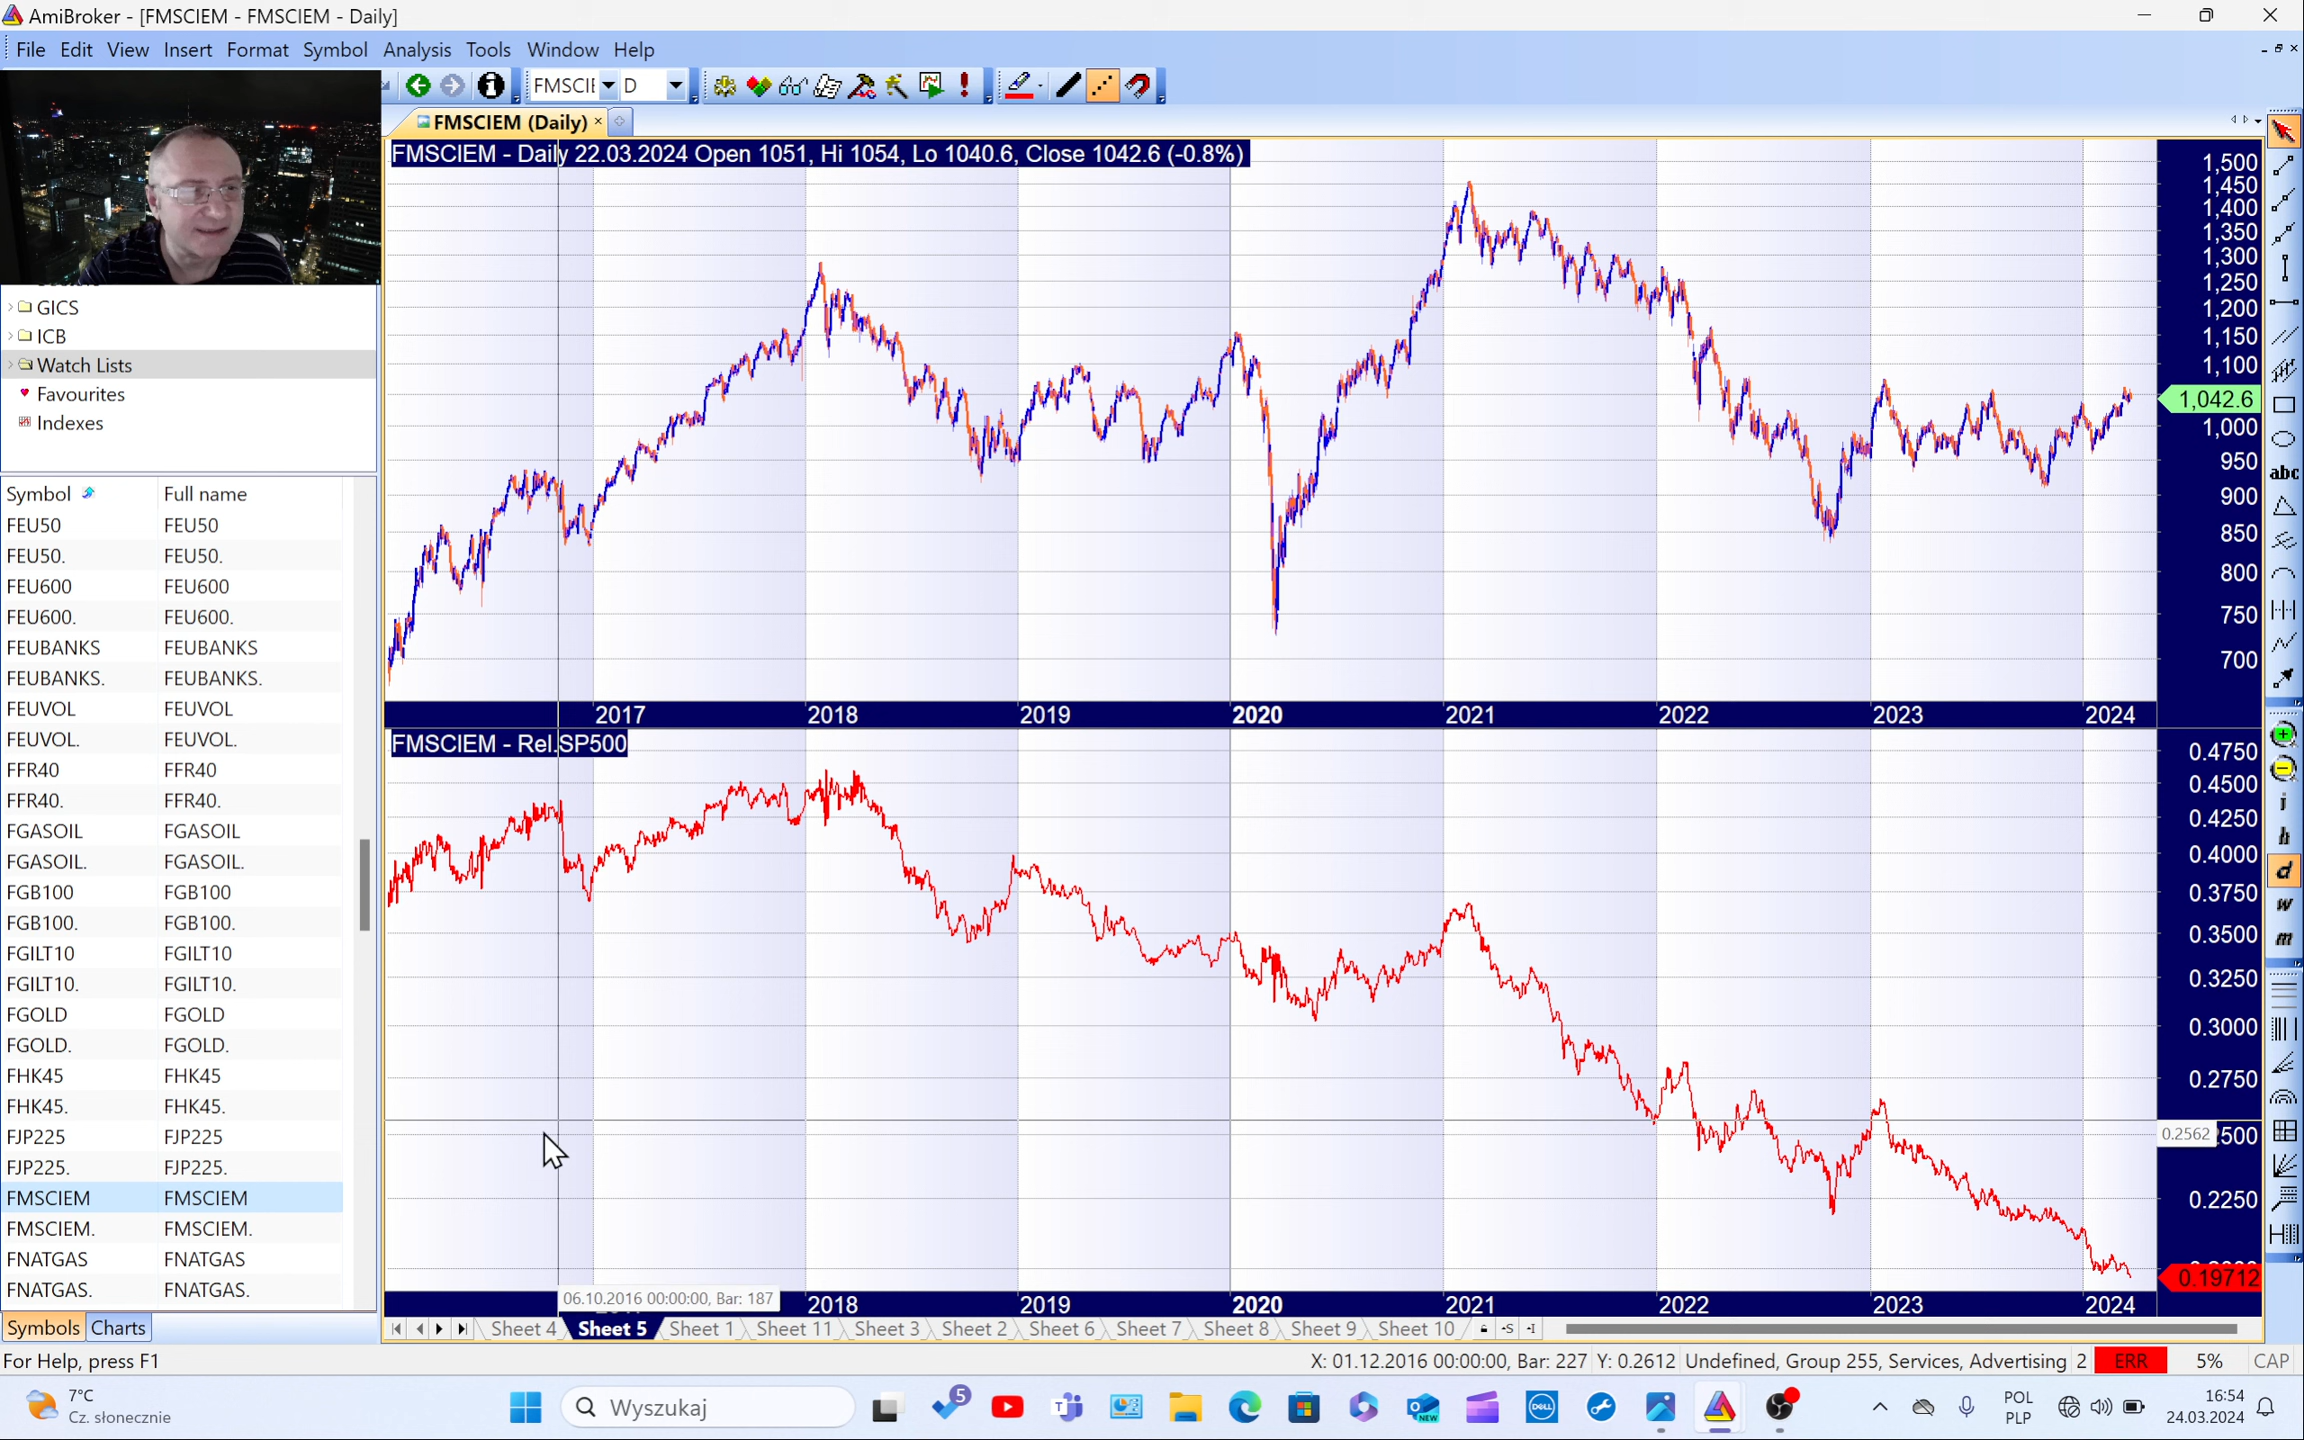 AmiBroker - [FMSCIEM - FMSCIEM - Daily]
File Edit View Insert Format Symbol Analysis Tools Window Help
FMSCIE D
FMSCIEM (Daily)
FMSCIEM - Daily 22.03.2024 Open 1051, Hi 1054, Lo 1040.6, Close 1042.6 (-0.8%)
1,500
1,450
1,400
1,350
1,300
1,250
1,200
1,150
1,100
1,042.6
1,000
950
900
850
800
750
700
2017 2018 2019 2020 2021 2022 2023 2024
FMSCIEM - Rel.SP500
0.4750
0.4500
0.4250
0.4000
0.3750
0.3500
0.3250
0.3000
0.2750
0.2562
500
0.2250
0.19712
06.10.2016 00:00:00, Bar: 187
2018 2019 2020 2021 2022 2023 2024
GICS
ICB
Watch Lists
Favourites
Indexes
Symbol Full name
FEU50 FEU50
FEU50. FEU50.
FEU600 FEU600
FEU600. FEU600.
FEUBANKS FEUBANKS
FEUBANKS. FEUBANKS.
FEUVOL FEUVOL
FEUVOL. FEUVOL.
FFR40 FFR40
FFR40. FFR40.
FGASOIL FGASOIL
FGASOIL. FGASOIL.
FGB100 FGB100
FGB100. FGB100.
FGILT10 FGILT10
FGILT10. FGILT10.
FGOLD FGOLD
FGOLD. FGOLD.
FHK45 FHK45
FHK45. FHK45.
FJP225 FJP225
FJP225. FJP225.
FMSCIEM FMSCIEM
FMSCIEM. FMSCIEM.
FNATGAS FNATGAS
FNATGAS. FNATGAS.
Symbols Charts
Sheet 4 Sheet 5 Sheet 1 Sheet 11 Sheet 3 Sheet 2 Sheet 6 Sheet 7 Sheet 8 Sheet 9 Sheet 10
abc
i
h
d
w
m
For Help, press F1
X: 01.12.2016 00:00:00, Bar: 227 Y: 0.2612 Undefined, Group 255, Services, Advertising 2 ERR 5% CAP
7°C
Cz. słonecznie
Wyszukaj
5
NEW
DELL
POL
PLP
16:54
24.03.2024